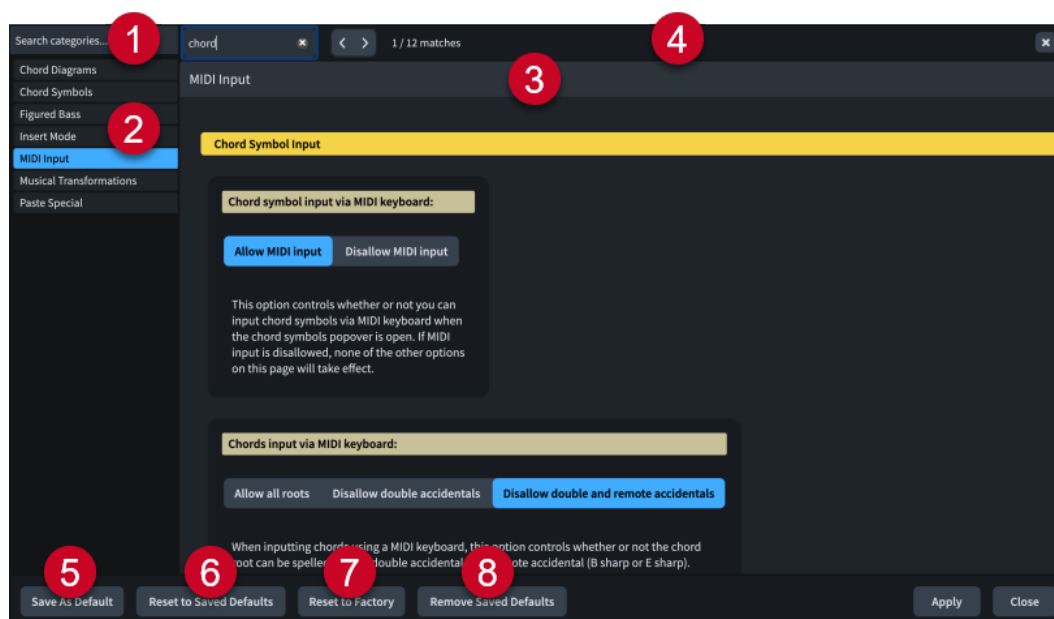 Search categories...
1
chord
1 / 12 matches
4
Chord Diagrams
Chord Symbols
Figured Bass
Insert Mode
MIDI Input
Musical Transformations
Paste Special
2
MIDI Input
3
Chord Symbol Input
Chord symbol input via MIDI keyboard:
Allow MIDI input
Disallow MIDI input
This option controls whether or not you can
input chord symbols via MIDI keyboard when
the chord symbols popover is open. If MIDI
input is disallowed, none of the other options
on this page will take effect.
Chords input via MIDI keyboard:
Allow all roots
Disallow double accidentals
Disallow double and remote accidentals
When inputting chords using a MIDI keyboard, this option controls whether or not the chord
root can be double accidental accidental (B sharp or E sharp).
5
6
7
8
Save As Default
Reset to Saved Defaults
Reset to Factory
Remove Saved Defaults
Apply
Close